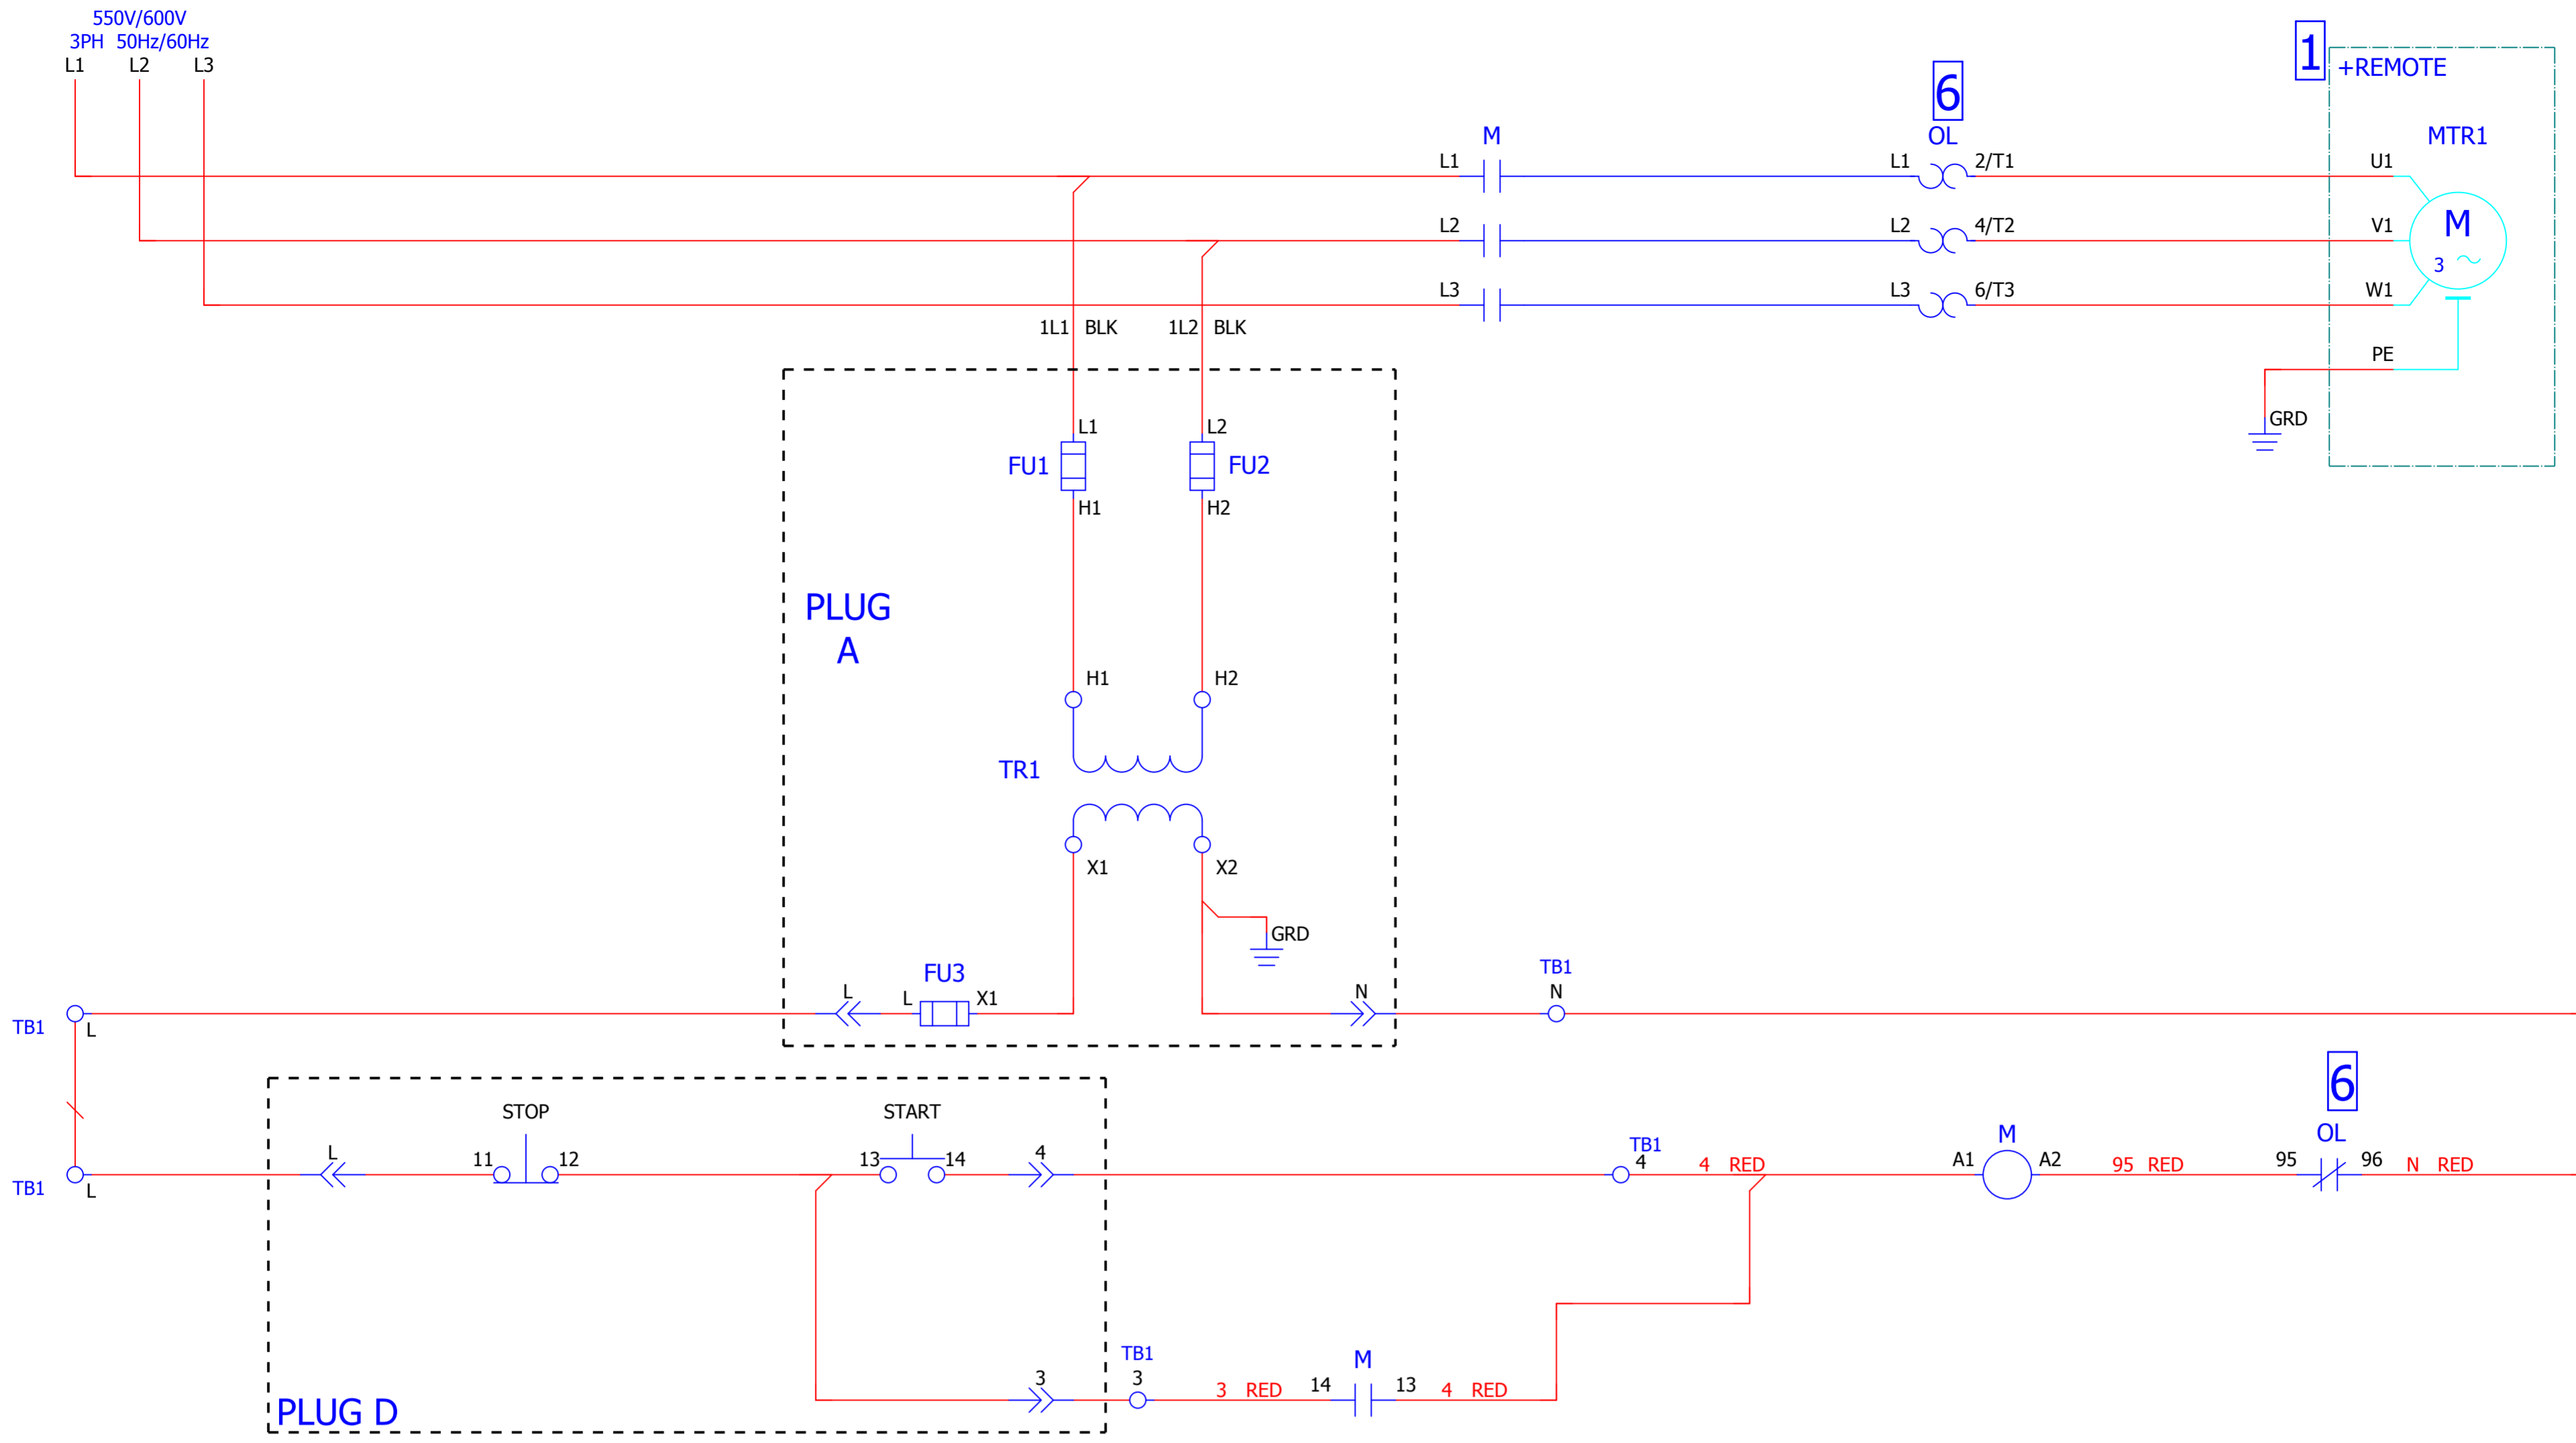 550V/600V
3PH 50Hz/60Hz
L1 L2 L3
1
+REMOTE
6
M OL MTR1
L1 L1 2/T1 U1
L2 L2 4/T2 V1
M
3
L3 L3 6/T3 W1
1L1 BLK 1L2 BLK
PE
GRD
L1 L2
FU1 FU2
H1 H2
PLUG
A
H1 H2
TR1
X1 X2
GRD
FU3
TB1
L L X1 N N
TB1 L
6
STOP START M OL
L 11 12 13 14 4 TB1 4 4 RED A1 A2 95 RED 95 96 N RED
TB1 L
TB1 M
3 3 3 RED 14 13 4 RED
PLUG D